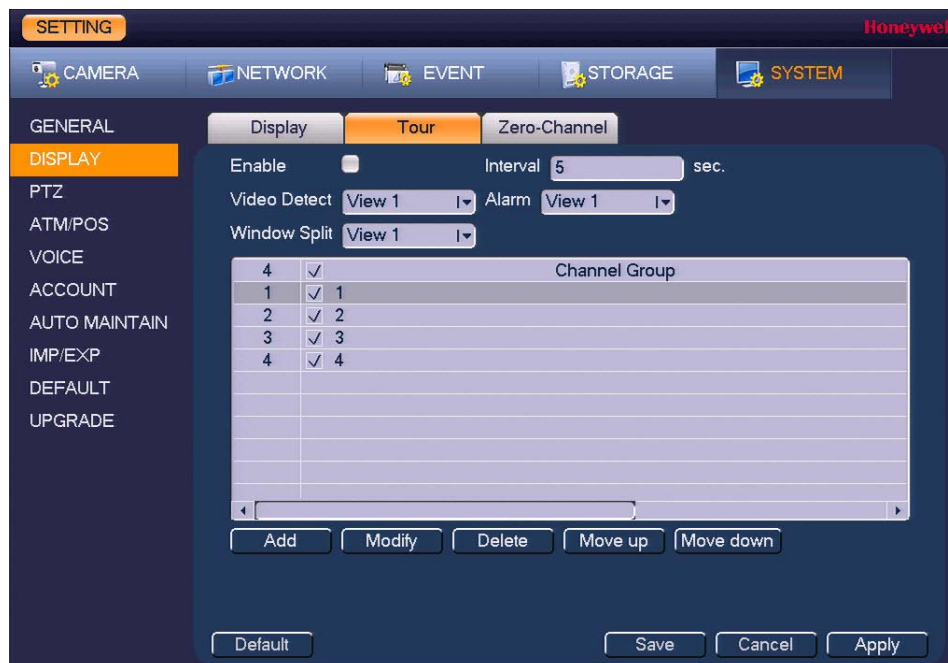 SETTING Honeywel
CAMERA NETWORK EVENT STORAGE SYSTEM
GENERAL
DISPLAY
PTZ
ATM/POS
VOICE
ACCOUNT
AUTO MAINTAIN
IMP/EXP
DEFAULT
UPGRADE
Display Tour Zero-Channel
Enable Interval 5 sec.
Video Detect View 1 Alarm View 1
Window Split View 1
4 Channel Group
1 1
2 2
3 3
4 4
Add Modify Delete Move up Move down
Default Save Cancel Apply